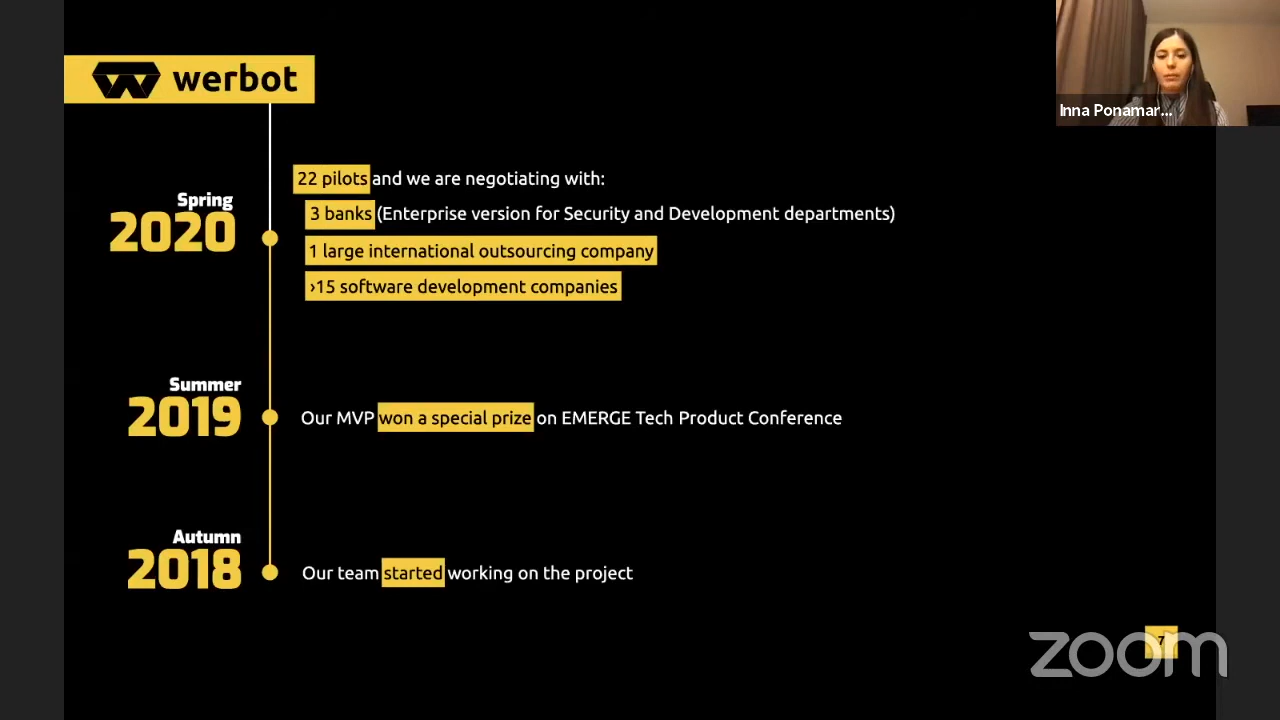 werbot
Inna Ponamar...
Spring
2020
22 pilots and we are negotiating with:
3 banks (Enterprise version for Security and Development departments)
1 large international outsourcing company
›15 software development companies
Summer
2019
Our MVP won a special prize on EMERGE Tech Product Conference
Autumn
2018
Our team started working on the project
7
zoom